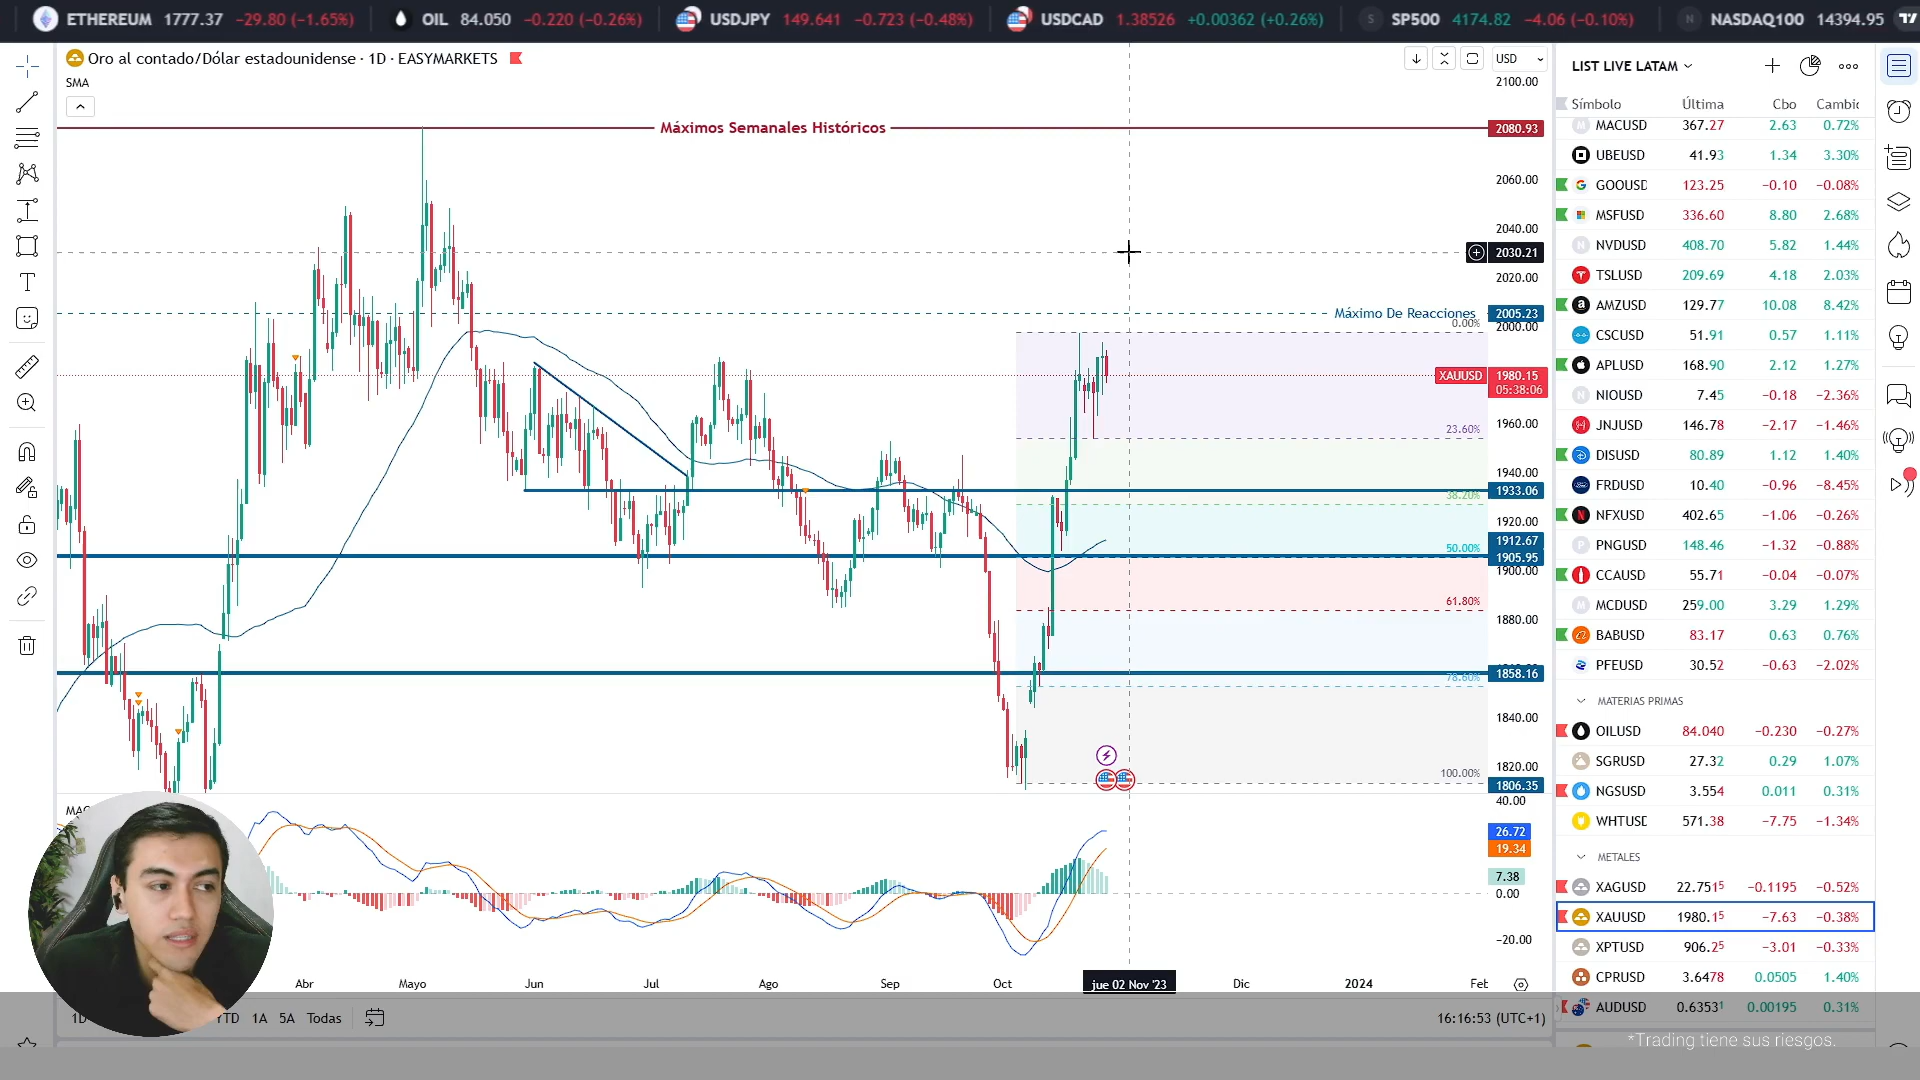 ETHEREUM 1777.37 −29.80 (−1.65%) OIL 84.050 −0.220 (−0.26%) USDJPY 149.641 −0.723 (−0.48%) USDCAD 1.38526 +0.00362 (+0.26%) S SP500 4174.82 −4.06 (−0.10%) N NASDAQ100 14394.95
Oro al contado/Dólar estadounidense · 1D · EASYMARKETS
SMA
USD
2100.00
Máximos Semanales Históricos
2080.93
2060.00
2040.00
2030.21
2020.00
Máximo De Reacciones
2005.23
0.00%
2000.00
XAUUSD
1980.15
05:38:06
1960.00
23.60%
1940.00
1933.06
38.20%
1920.00
1912.67
50.00%
1905.95
1900.00
61.80%
1880.00
1858.16
78.60%
1840.00
1820.00
100.00%
1806.35
40.00
26.72
19.34
7.38
0.00
−20.00
Abr Mayo Jun Jul Ago Sep Oct jue 02 Nov '23 Dic 2024
YTD 1A 5A Todas
16:16:53 (UTC+1)
LIST LIVE LATAM
Símbolo Última Cbo
MACUSD 367.27 2.63 0.72%
UBEUSD 41.93 1.34 3.30%
GOOUSD 123.25 −0.10 −0.08%
MSFUSD 336.60 8.80 2.68%
NVDUSD 408.70 5.82 1.44%
TSLUSD 209.69 4.18 2.03%
AMZUSD 129.77 10.08 8.42%
CSCUSD 51.91 0.57 1.11%
APLUSD 168.90 2.12 1.27%
NIOUSD 7.45 −0.18 −2.36%
JNJUSD 146.78 −2.17 −1.46%
DISUSD 80.89 1.12 1.40%
FRDUSD 10.40 −0.96 −8.45%
NFXUSD 402.65 −1.06 −0.26%
PNGUSD 148.46 −1.32 −0.88%
CCAUSD 55.71 −0.04 −0.07%
MCDUSD 259.00 3.29 1.29%
BABUSD 83.17 0.63 0.76%
PFEUSD 30.52 −0.63 −2.02%
MATERIAS PRIMAS
OILUSD 84.040 −0.230 −0.27%
SGRUSD 27.32 0.29 1.07%
NGSUSD 3.554 0.011 0.31%
WHTUSD 571.38 −7.75 −1.34%
METALES
XAGUSD 22.7515 −0.1195 −0.52%
XAUUSD 1980.15 −7.63 −0.38%
XPTUSD 906.25 −3.01 −0.33%
CPRUSD 3.6478 0.0505 1.40%
AUDUSD 0.63531 0.00195 0.31%
*Trading tiene sus riesgos.